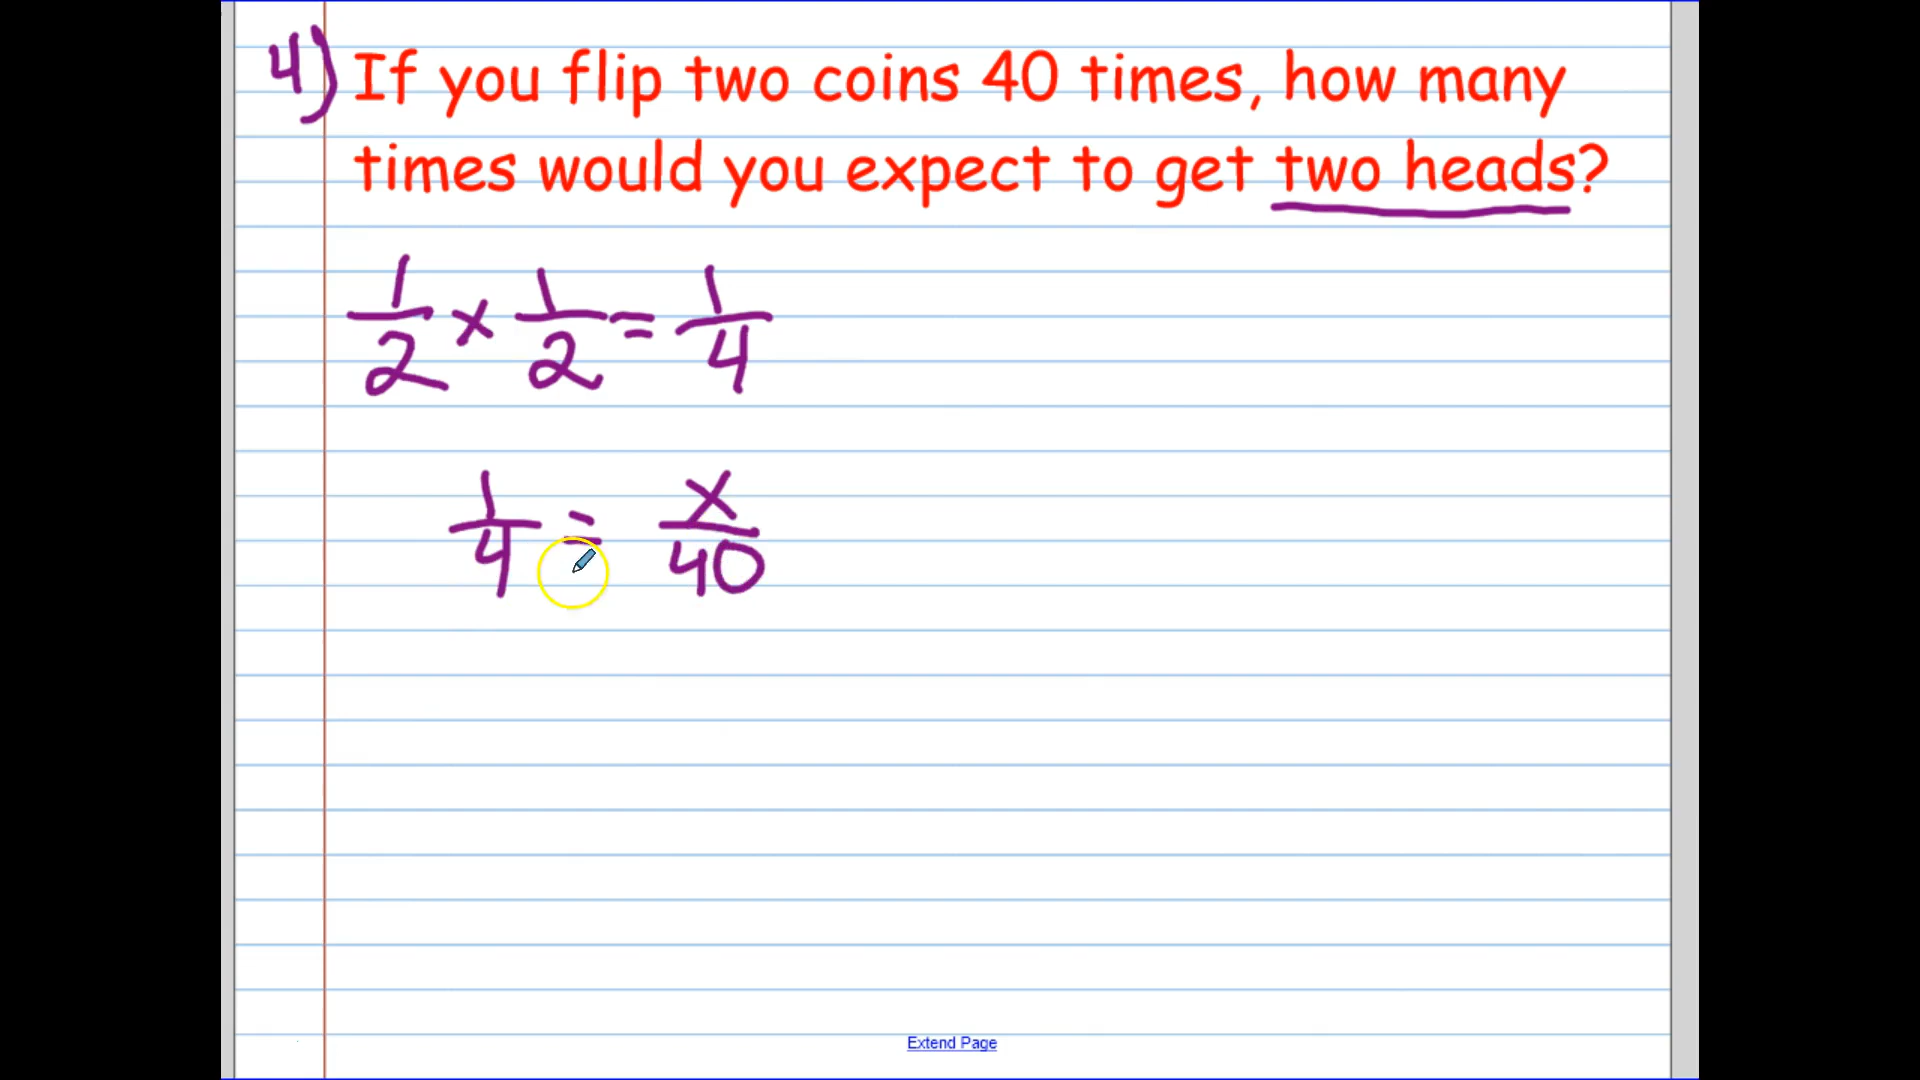 4) If you flip two coins 40 times, how many
times would you expect to get two heads?
1/2 x 1/2 = 1/4
1/4 = x/40
Extend Page